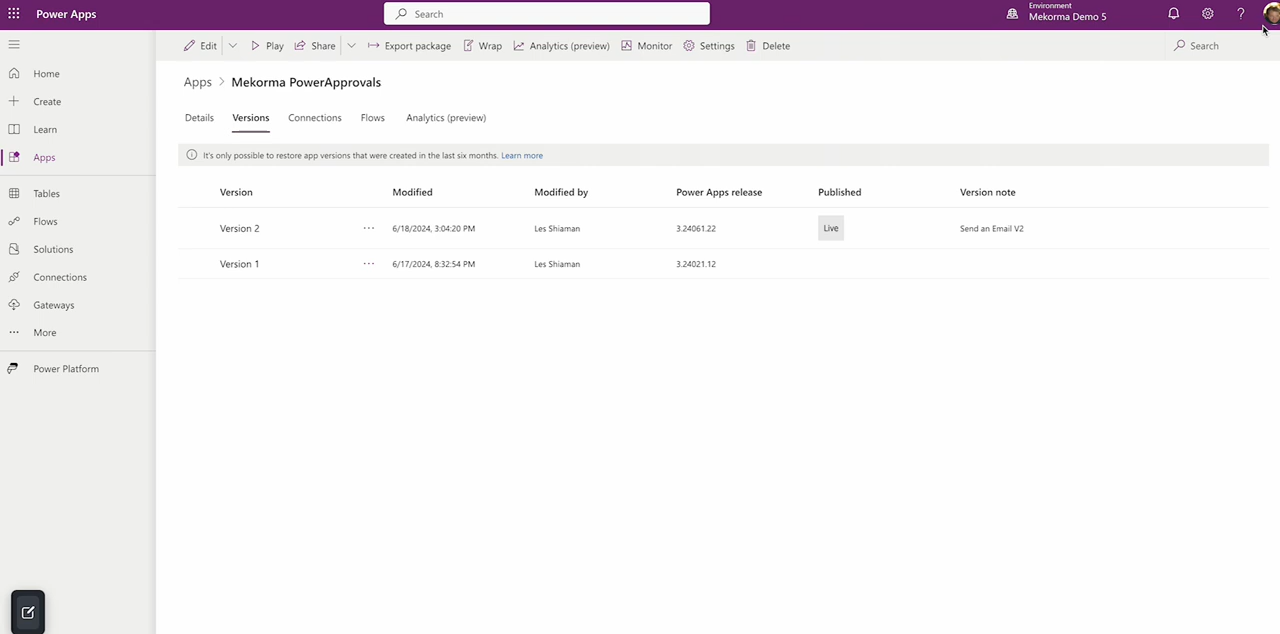 Power Apps
Search
Environment
Mekorma Demo 5
?
Edit
Play
Share
Export package
Wrap
Analytics (preview)
Monitor
Settings
Delete
Search
Home
Create
Learn
Apps
Tables
Flows
Solutions
Connections
Gateways
More
Power Platform
Apps > Mekorma PowerApprovals
Details Versions Connections Flows Analytics (preview)
It's only possible to restore app versions that were created in the last six months. Learn more
Version Modified Modified by Power Apps release Published Version note
Version 2 ... 6/18/2024, 3:04:20 PM Les Shiaman 3.24061.22 Live Send an Email V2
Version 1 ... 6/17/2024, 8:32:54 PM Les Shiaman 3.24021.12